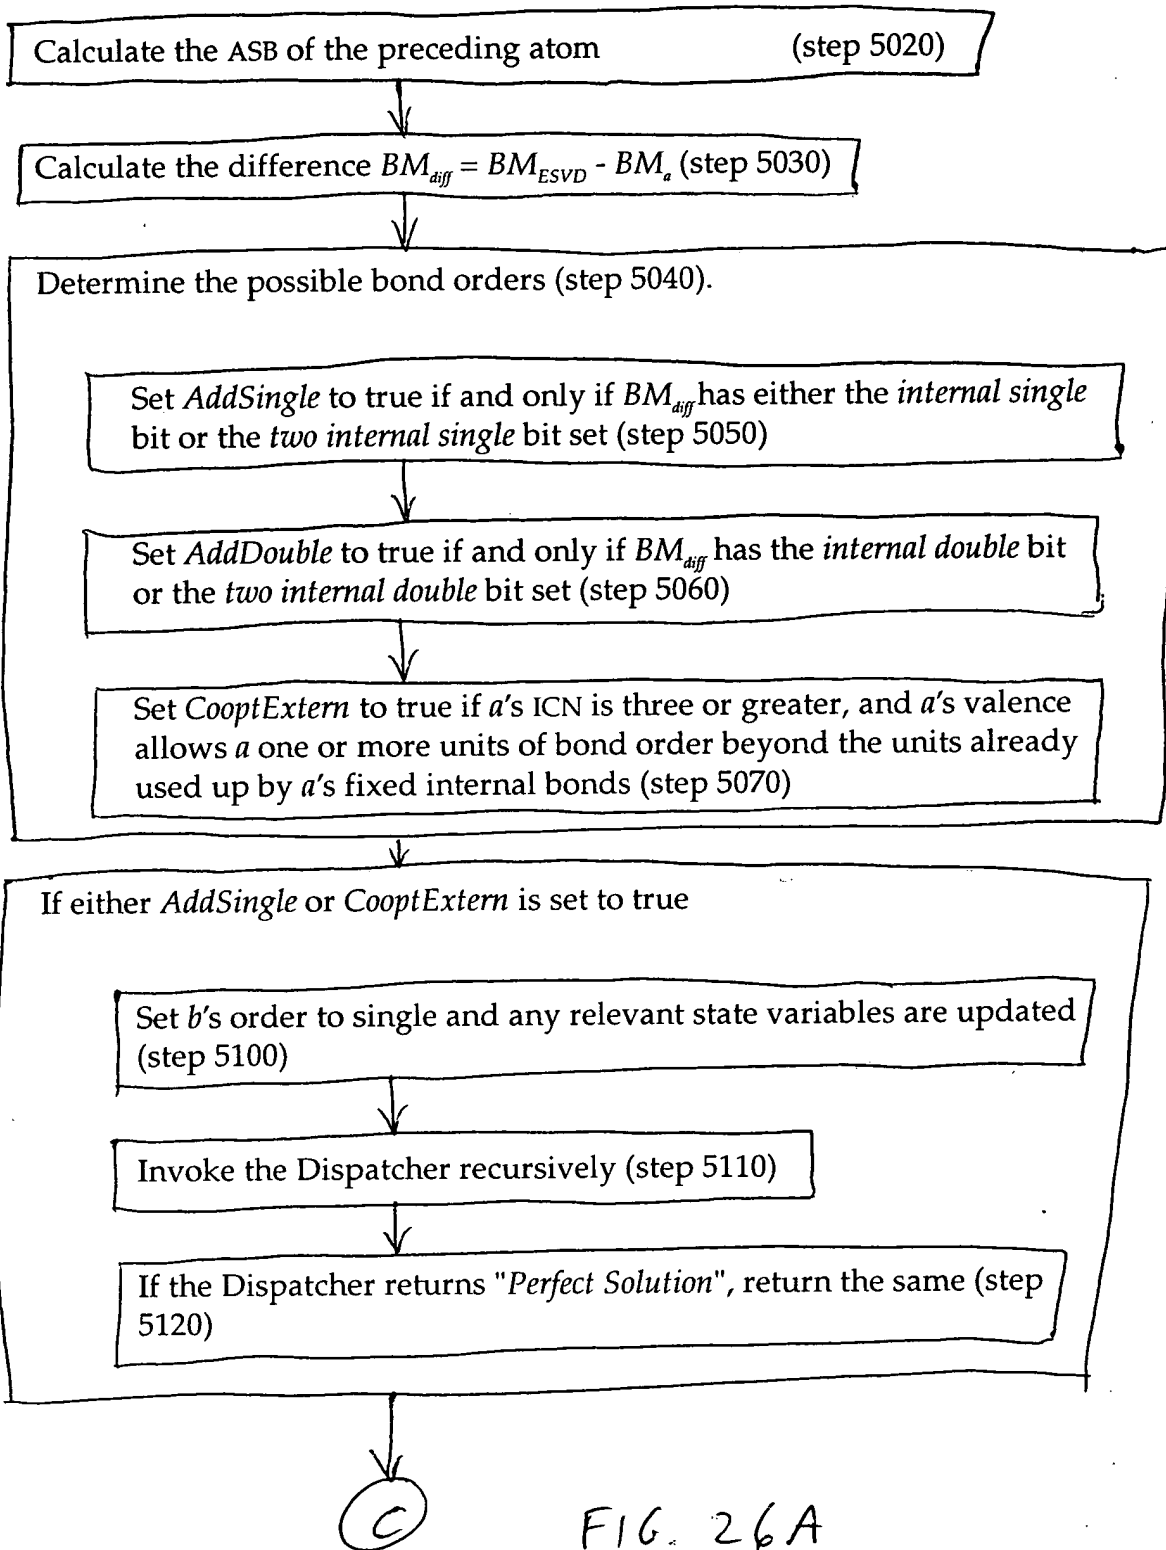 Calculate the ASB of the preceding atom (step 5020)
Calculate the difference BM_diff = BM_ESVD - BM_a (step 5030)
Determine the possible bond orders (step 5040).
Set AddSingle to true if and only if BM_diff has either the internal single
bit or the two internal single bit set (step 5050)
Set AddDouble to true if and only if BM_diff has the internal double bit
or the two internal double bit set (step 5060)
Set CooptExtern to true if a's ICN is three or greater, and a's valence
allows a one or more units of bond order beyond the units already
used up by a's fixed internal bonds (step 5070)
If either AddSingle or CooptExtern is set to true
Set b's order to single and any relevant state variables are updated
(step 5100)
Invoke the Dispatcher recursively (step 5110)
If the Dispatcher returns "Perfect Solution", return the same (step
5120)
C
FIG. 26A